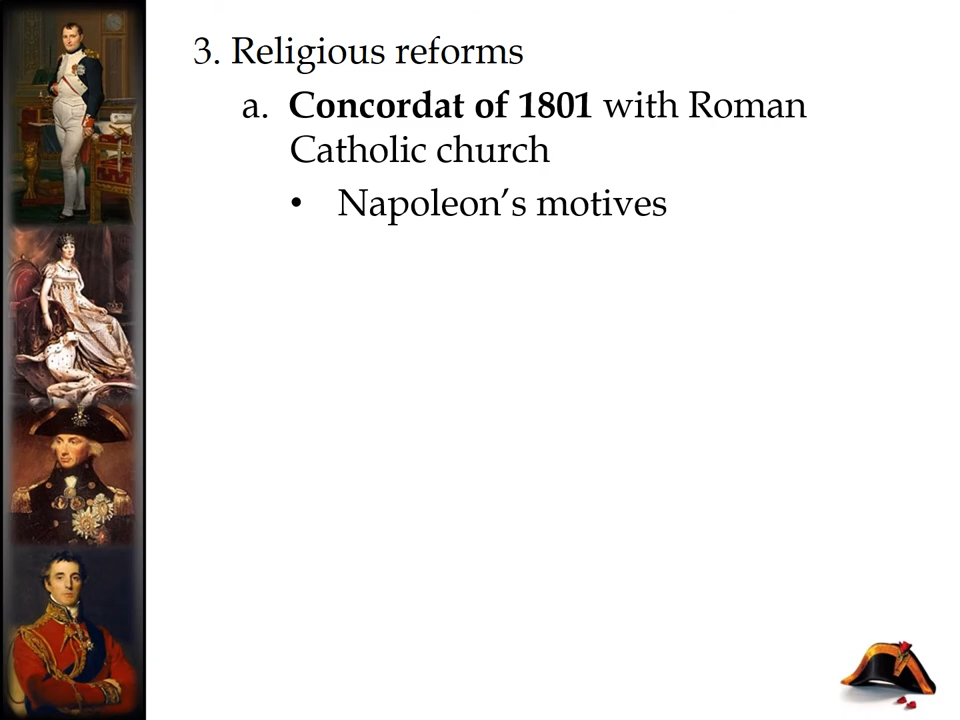 3. Religious reforms
a. Concordat of 1801 with Roman
Catholic church
• Napoleon’s motives